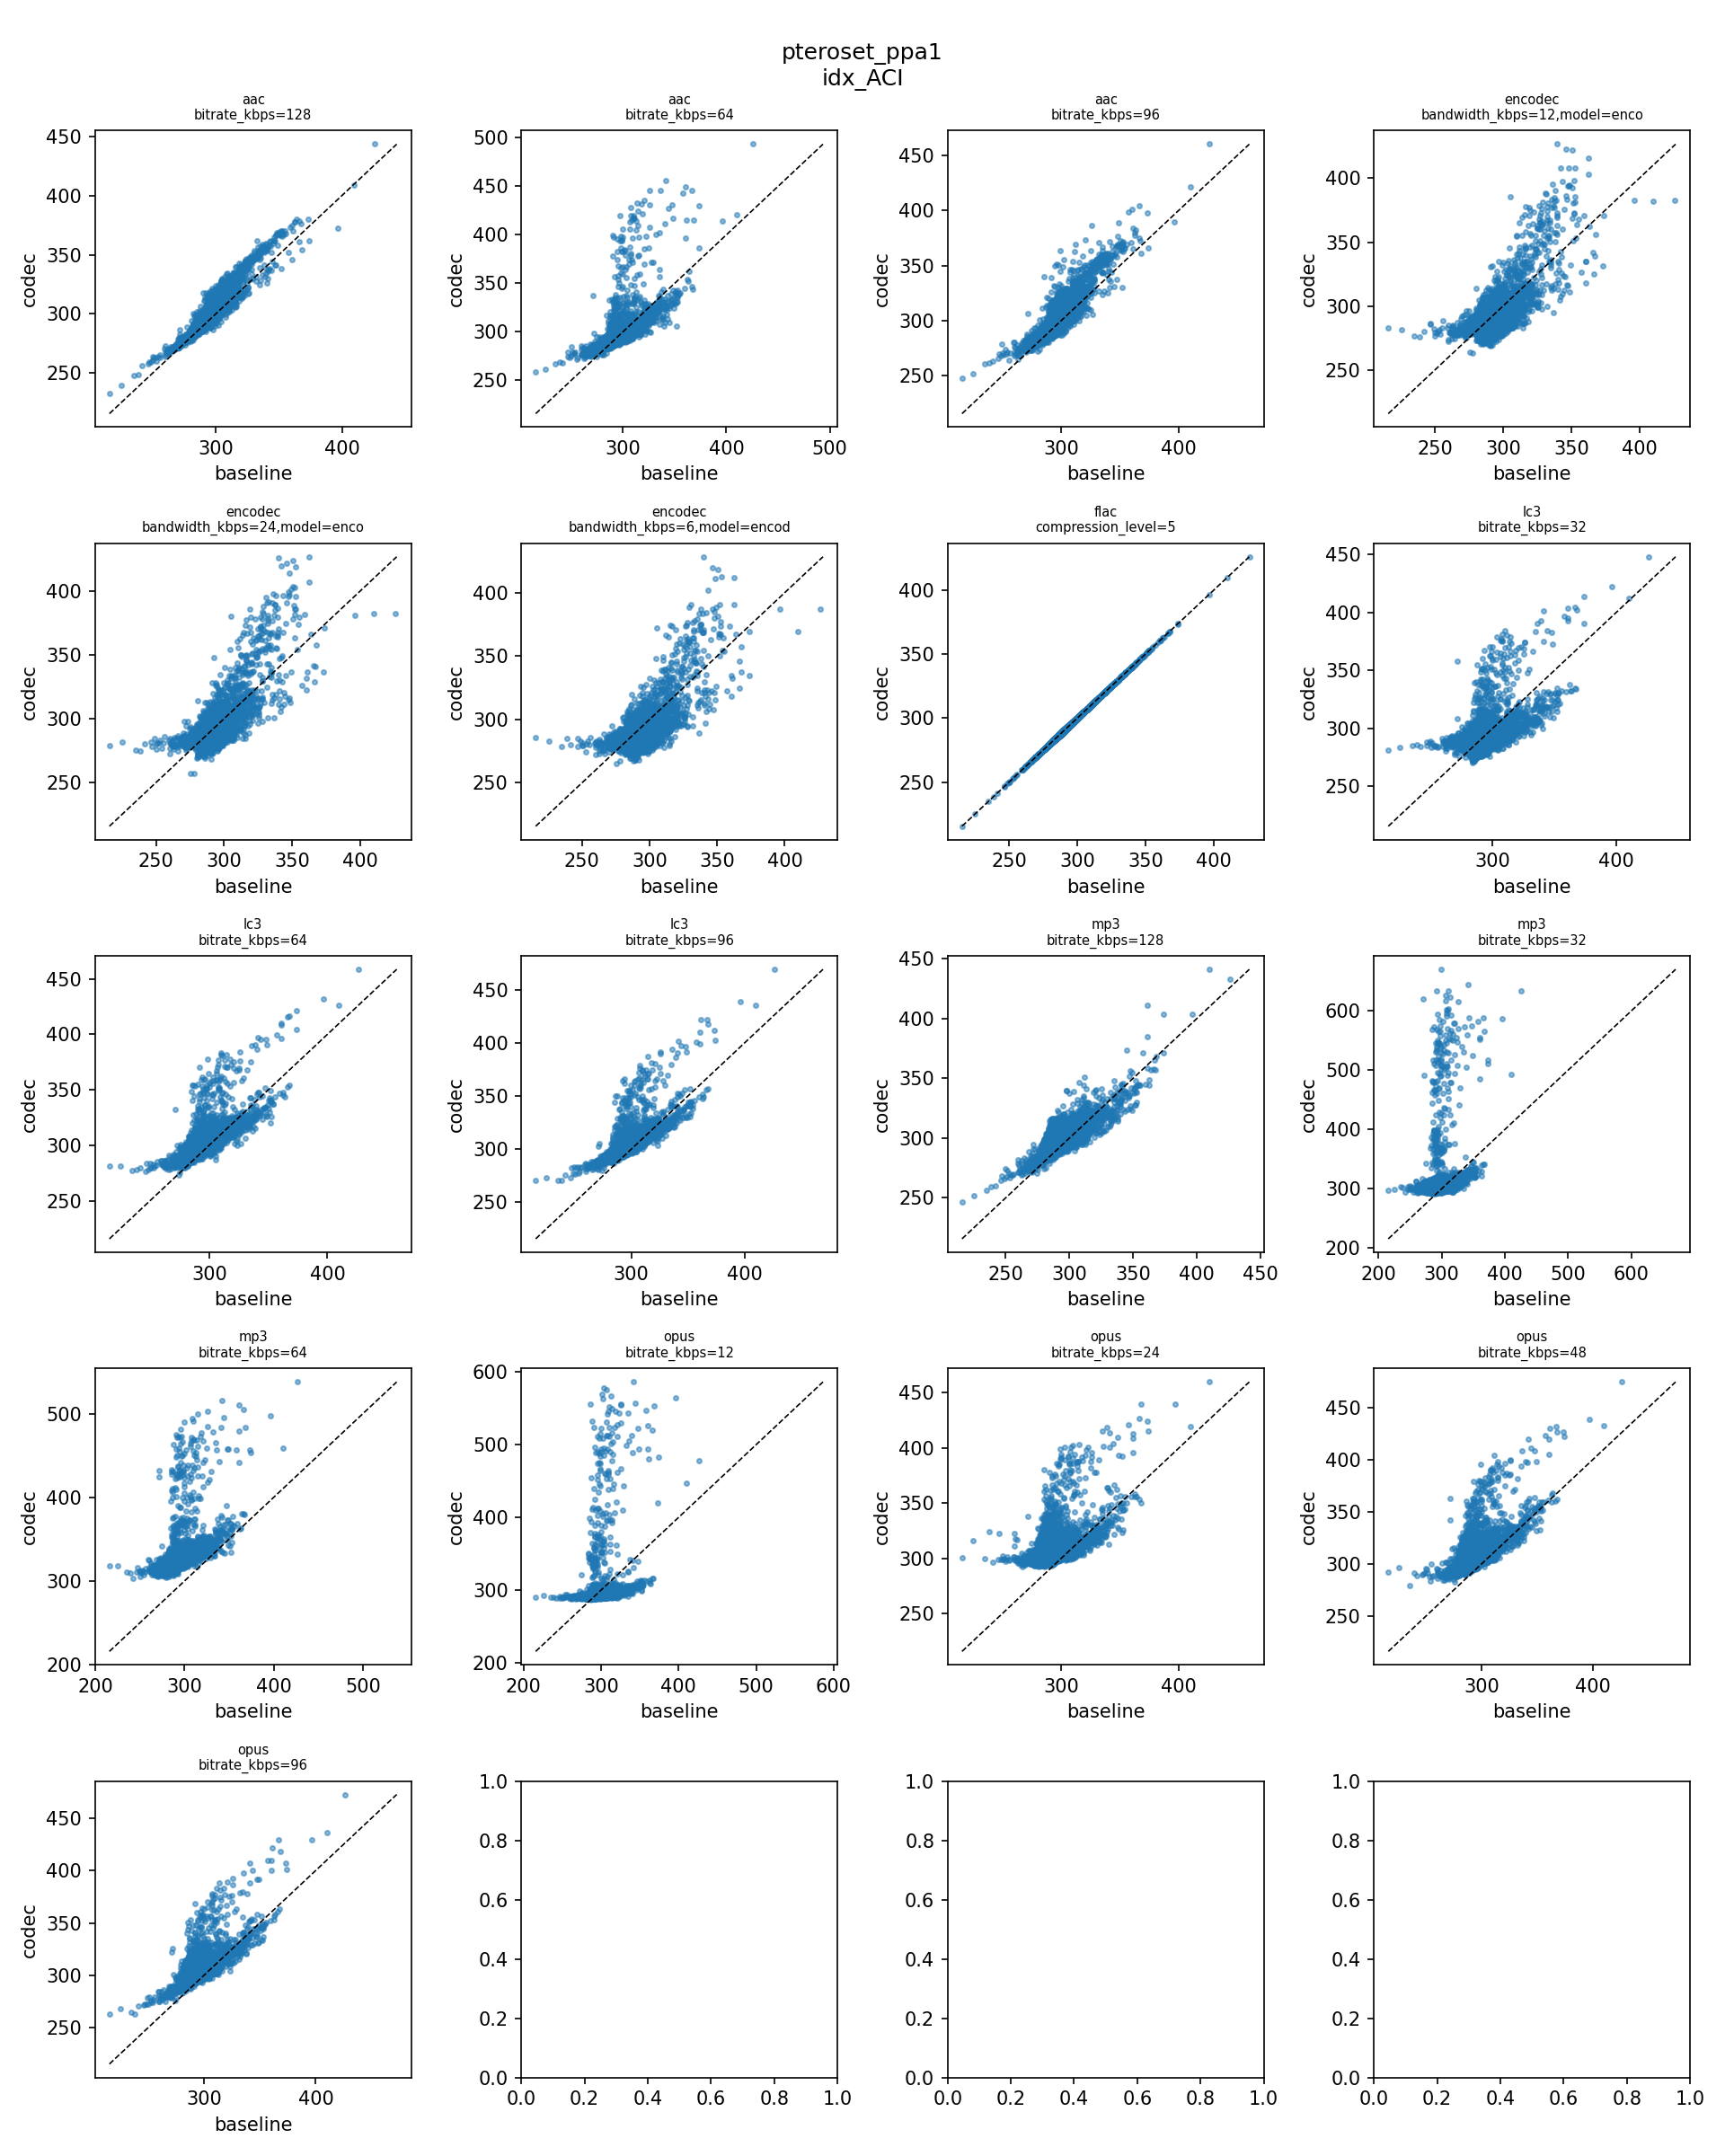 pteroset_ppa1
idx_ACI
aac
bitrate_kbps=128
450
400
350
300
250
codec
300
400
baseline
aac
bitrate_kbps=64
500
450
400
350
300
250
codec
300
400
500
baseline
aac
bitrate_kbps=96
450
400
350
300
250
codec
300
400
baseline
encodec
bandwidth_kbps=12,model=enco
400
350
300
250
codec
250
300
350
400
baseline
encodec
bandwidth_kbps=24,model=enco
400
350
300
250
codec
250
300
350
400
baseline
encodec
bandwidth_kbps=6,model=encod
400
350
300
250
codec
250
300
350
400
baseline
flac
compression_level=5
400
350
300
250
codec
250
300
350
400
baseline
lc3
bitrate_kbps=32
450
400
350
300
250
codec
300
400
baseline
lc3
bitrate_kbps=64
450
400
350
300
250
codec
300
400
baseline
lc3
bitrate_kbps=96
450
400
350
300
250
codec
300
400
baseline
mp3
bitrate_kbps=128
450
400
350
300
250
codec
250
300
350
400
450
baseline
mp3
bitrate_kbps=32
600
500
400
300
200
codec
200
300
400
500
600
baseline
mp3
bitrate_kbps=64
500
400
300
200
codec
200
300
400
500
baseline
opus
bitrate_kbps=12
600
500
400
300
200
codec
200
300
400
500
600
baseline
opus
bitrate_kbps=24
450
400
350
300
250
codec
300
400
baseline
opus
bitrate_kbps=48
450
400
350
300
250
codec
300
400
baseline
opus
bitrate_kbps=96
450
400
350
300
250
codec
300
400
baseline
1.0
0.8
0.6
0.4
0.2
0.0
0.0
0.2
0.4
0.6
0.8
1.0
1.0
0.8
0.6
0.4
0.2
0.0
0.0
0.2
0.4
0.6
0.8
1.0
1.0
0.8
0.6
0.4
0.2
0.0
0.0
0.2
0.4
0.6
0.8
1.0